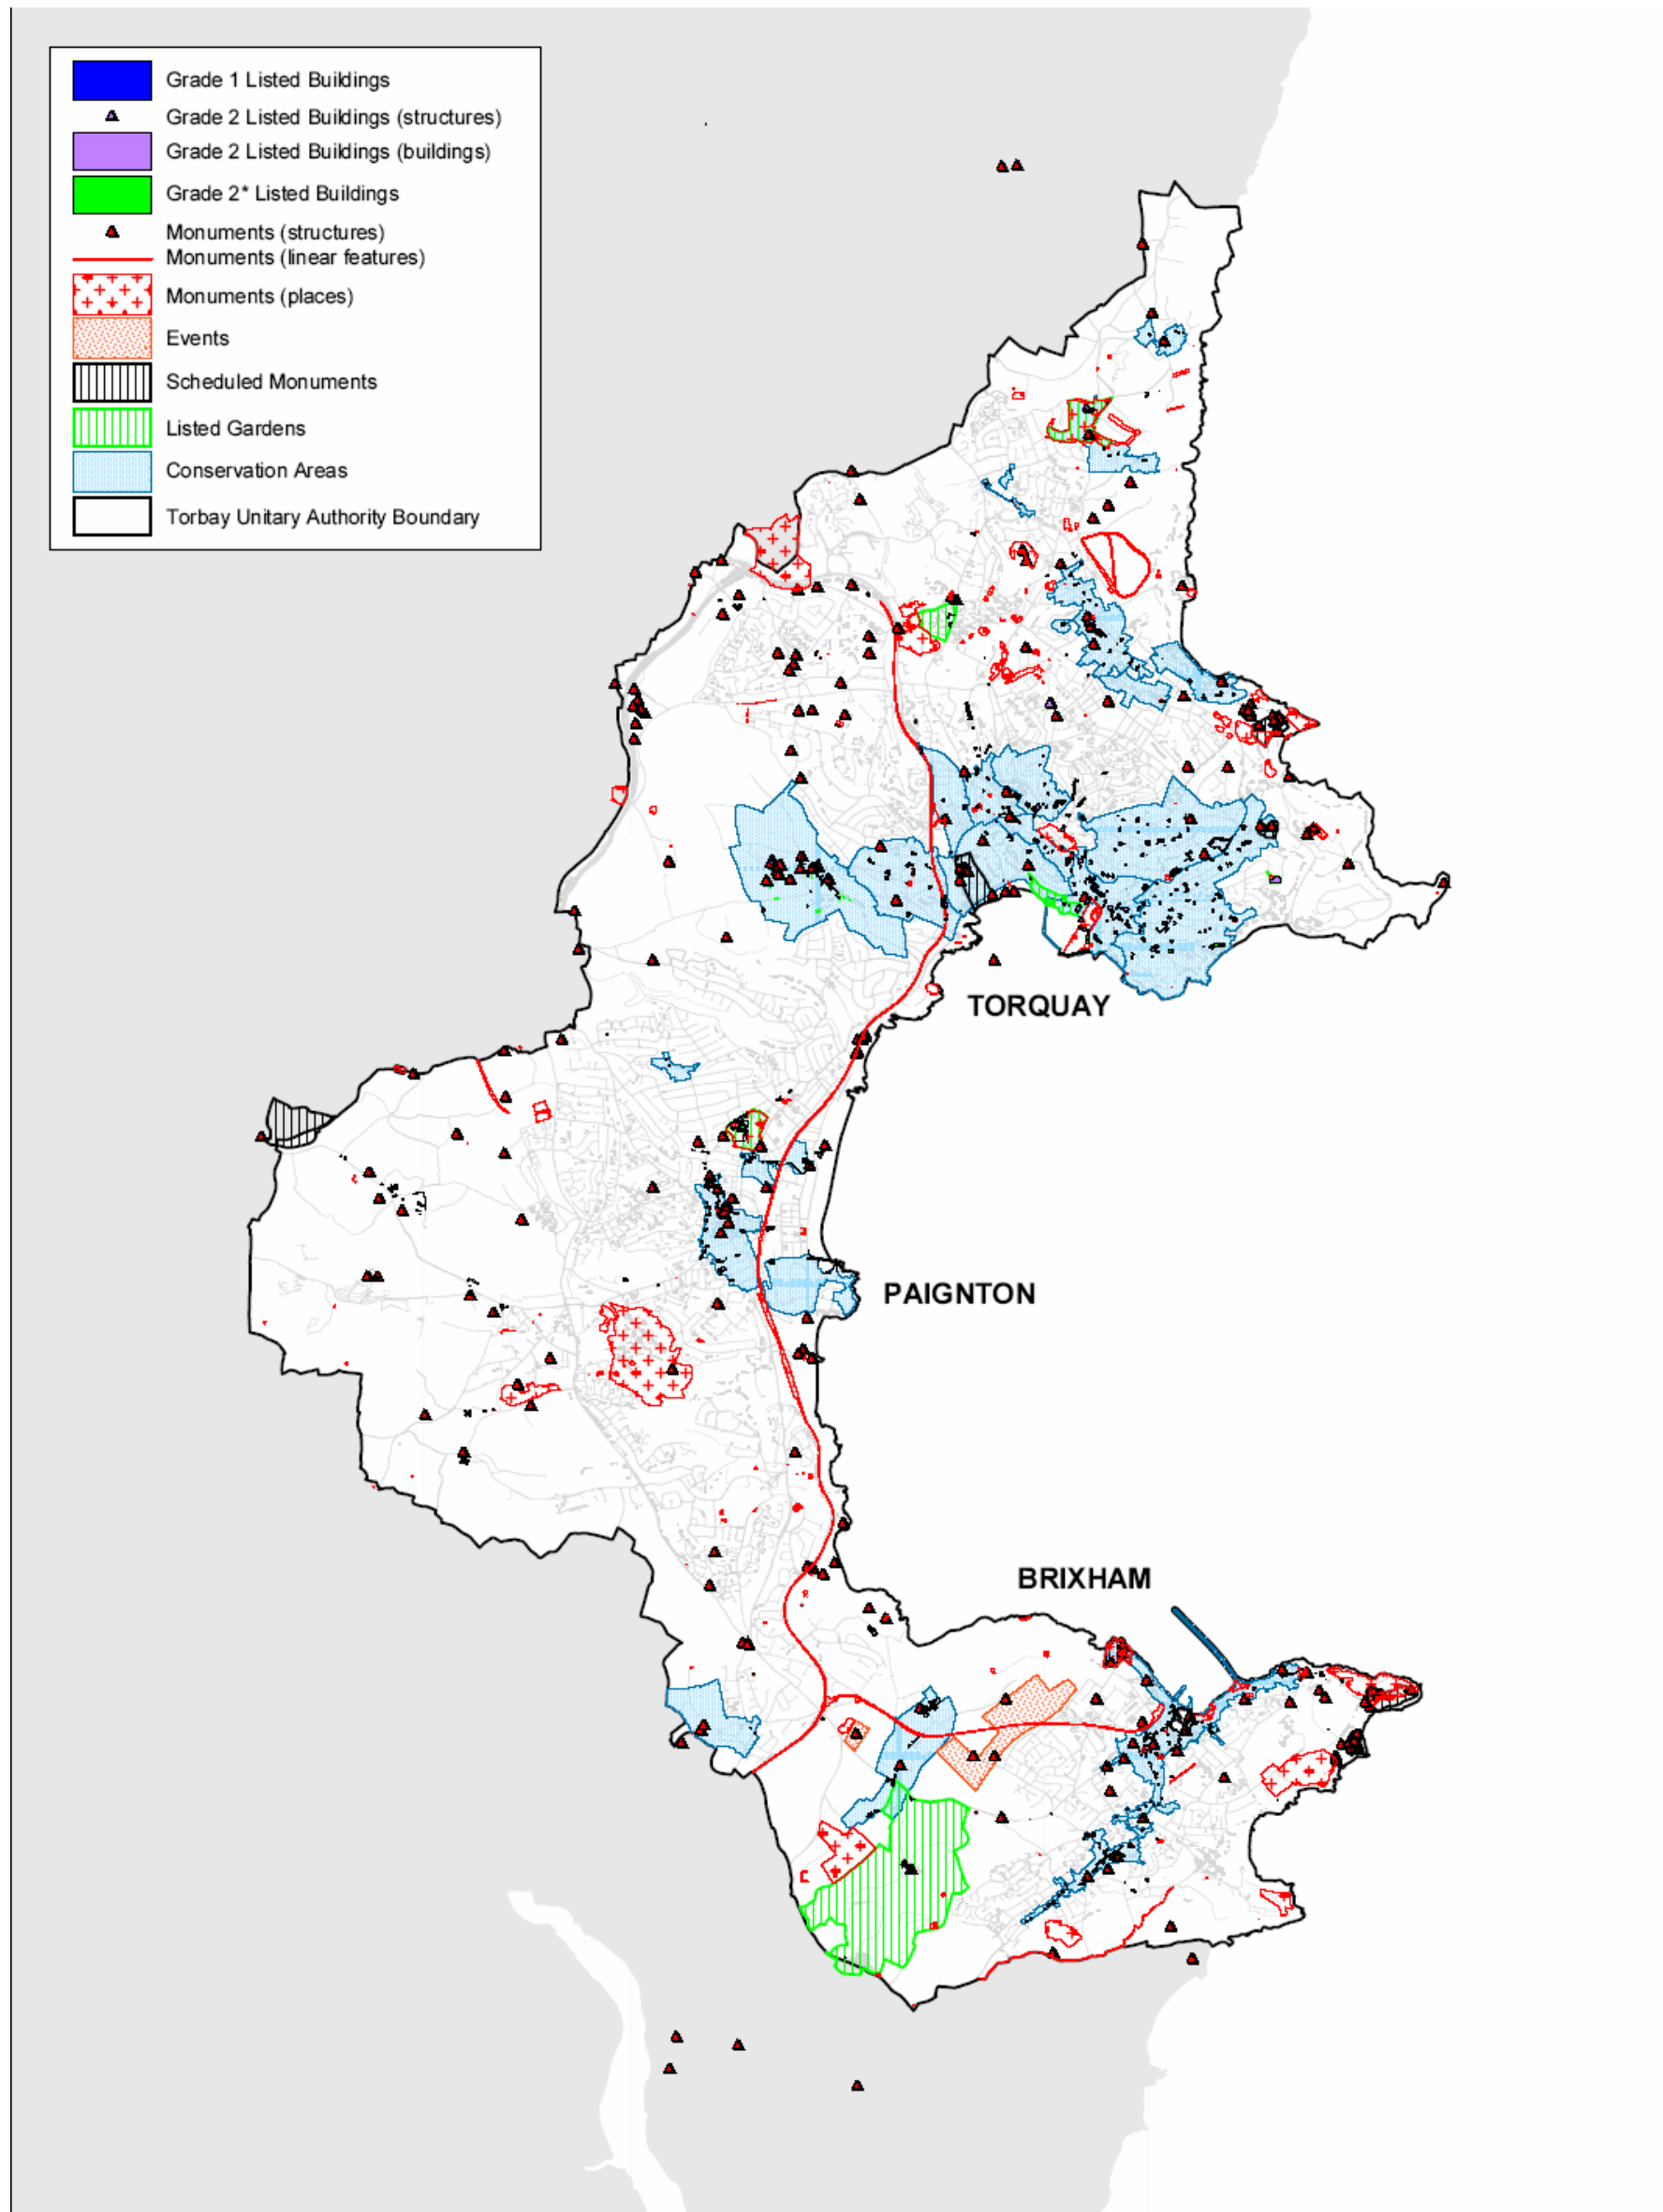 Grade 1 Listed Buildings
Grade 2 Listed Buildings (structures)
Grade 2 Listed Buildings (buildings)
Grade 2* Listed Buildings
Monuments (structures)
Monuments (linear features)
Monuments (places)
Events
Scheduled Monuments
Listed Gardens
Conservation Areas
Torbay Unitary Authority Boundary
TORQUAY
PAIGNTON
BRIXHAM